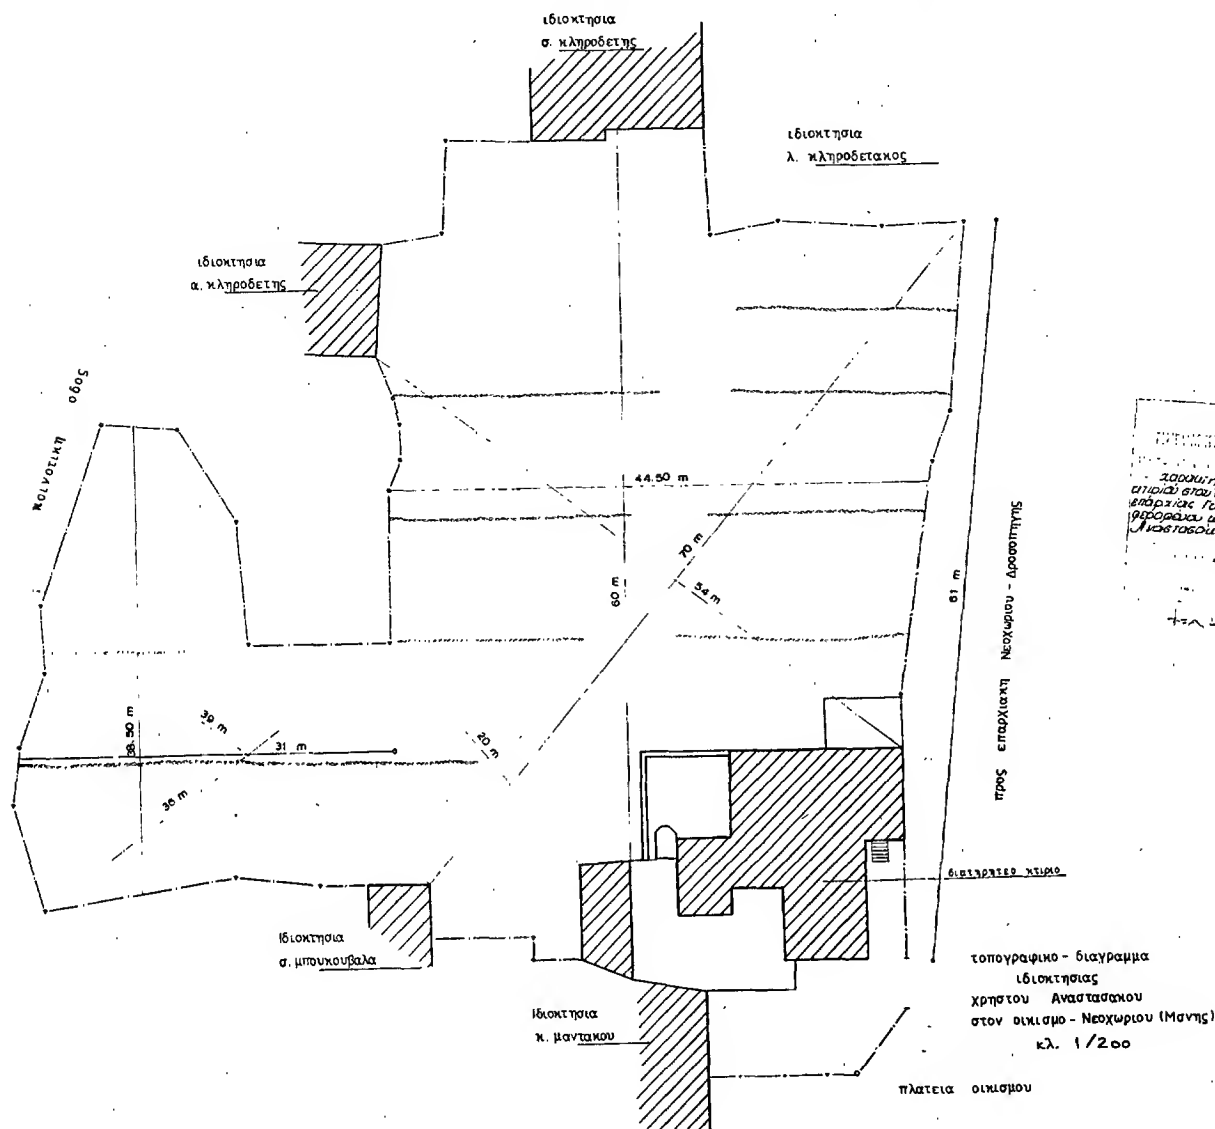 ιδιοκτησια
σ. κληροδετης
ιδιοκτησια
λ. κληροδετακος
ιδιοκτησια
α. κληροδετης
κοινοτικη οδος
44.50 m
70 m
54 m
60 m
61 m
προς επαρχιακη Νεοχωριου - Δροσοπηγης
38.50 m
39 m
31 m
20 m
36 m
διατηρητεο κτιριο
Ιδιοκτησια
σ. μπουκουβαλα
Ιδιοκτησια
κ. μαντακου
τοπογραφικο - διαγραμμα
ιδιοκτησιας
χρηστου Αναστασακου
στον οικισμο - Νεοχωριου (Μανης)
κλ. 1/200
πλατεια οικισμου